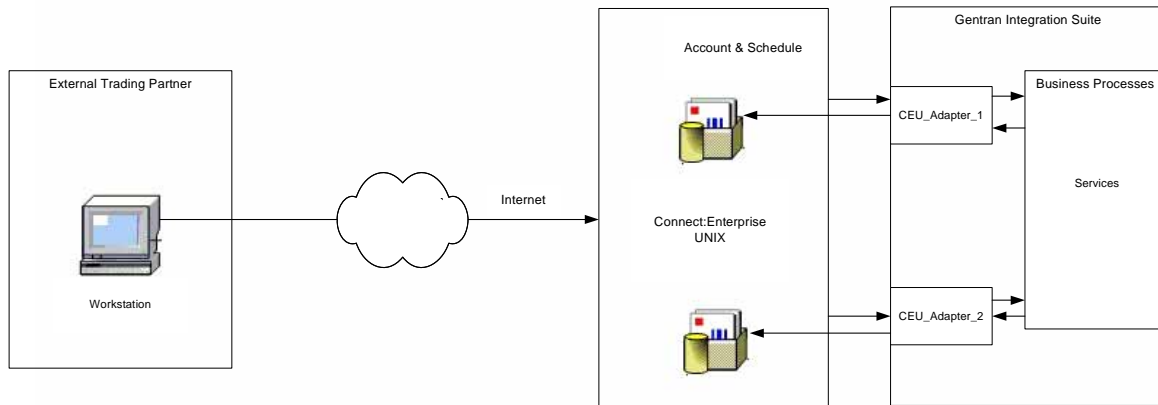 Gentran Integration Suite
Account & Schedule
External Trading Partner
Business Processes
CEU_Adapter_1
Services
Internet
Connect:Enterprise
UNIX
Workstation
CEU_Adapter_2